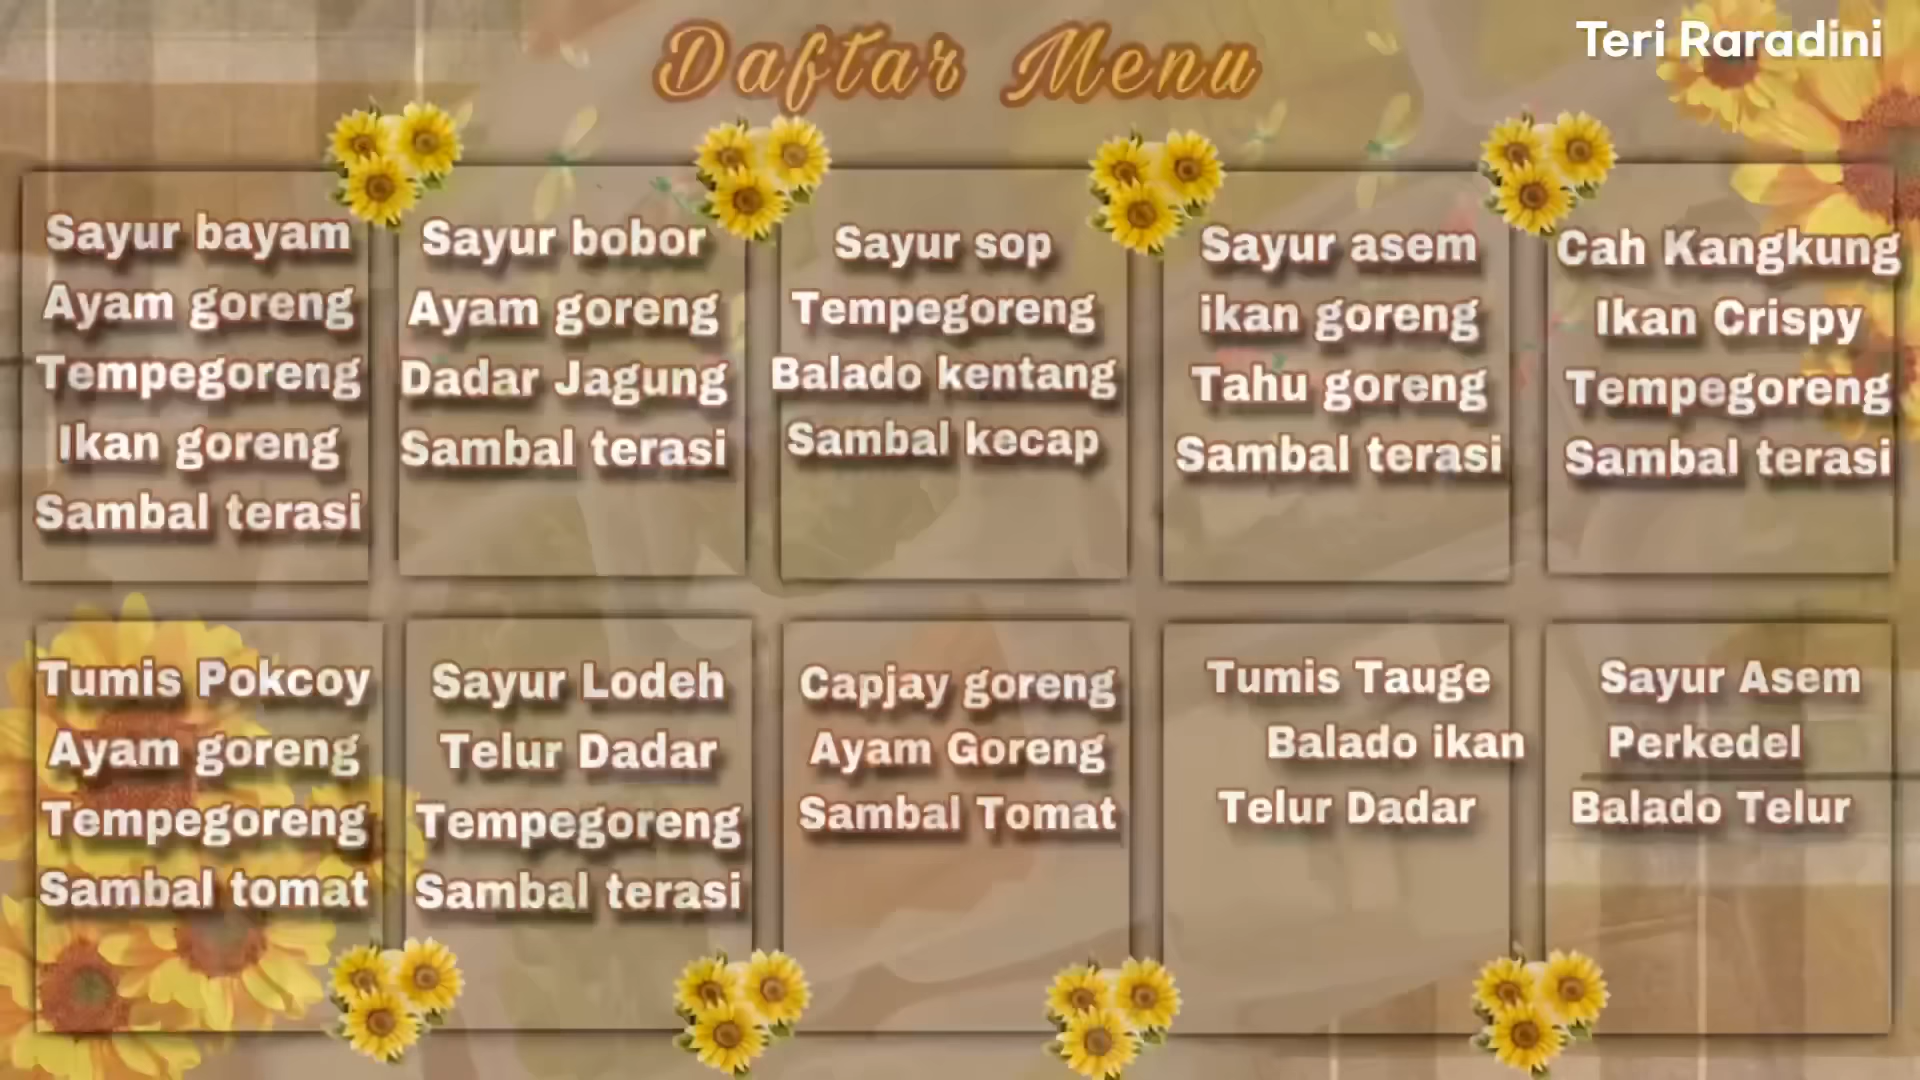 Teri Raradini
Daftar Menu
Sayur bayam
Ayam goreng
Tempegoreng
Ikan goreng
Sambal terasi
Sayur bobor
Ayam goreng
Dadar Jagung
Sambal terasi
Sayur sop
Tempegoreng
Balado kentang
Sambal kecap
Sayur asem
ikan goreng
Tahu goreng
Sambal terasi
Cah Kangkung
Ikan Crispy
Tempegoreng
Sambal terasi
Tumis Pokcoy
Ayam goreng
Tempegoreng
Sambal tomat
Sayur Lodeh
Telur Dadar
Tempegoreng
Sambal terasi
Capjay goreng
Ayam Goreng
Sambal Tomat
Tumis Tauge
Balado ikan
Telur Dadar
Sayur Asem
Perkedel
Balado Telur